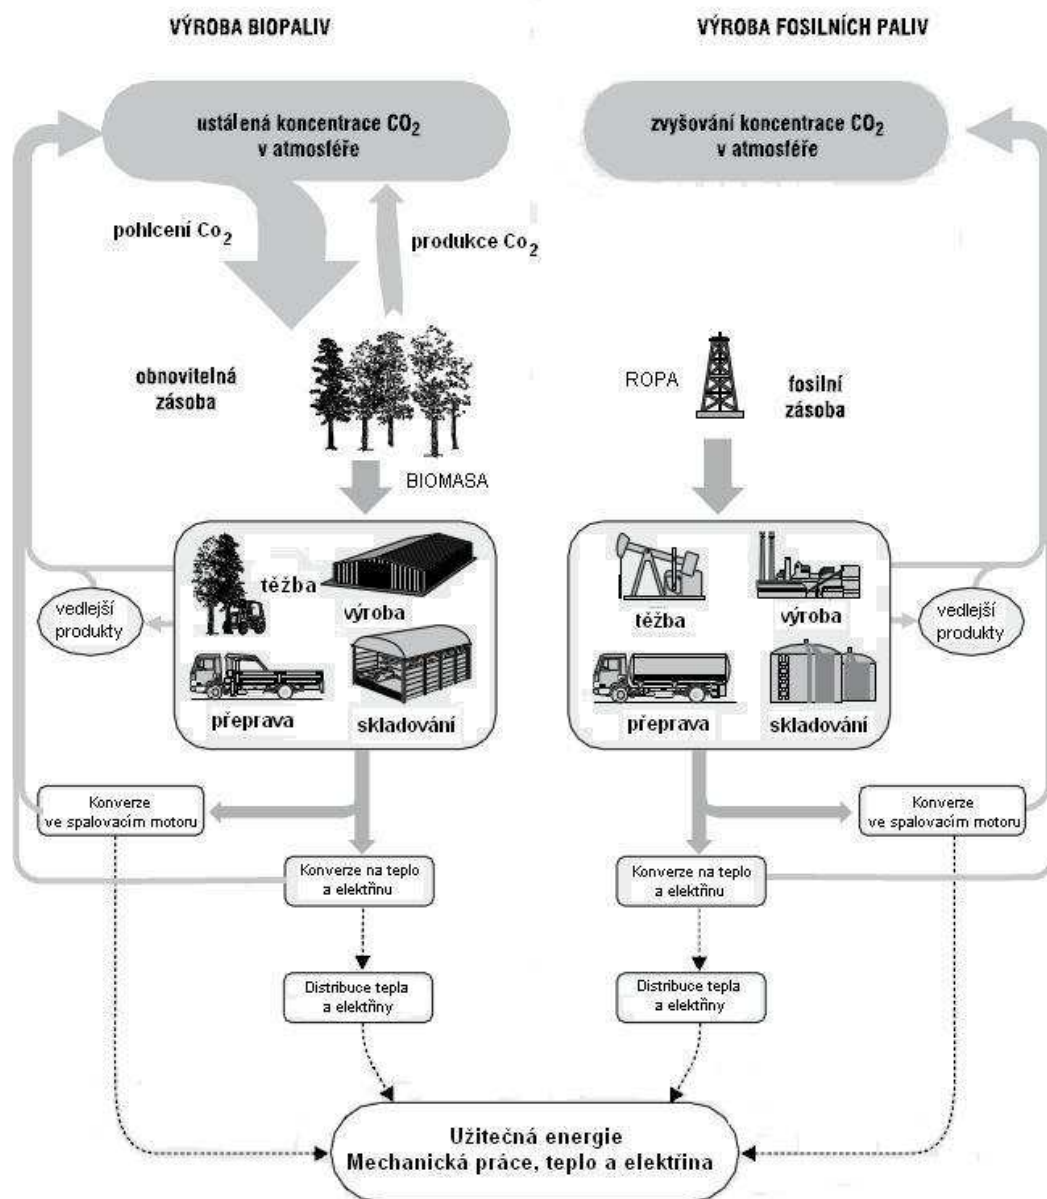 VÝROBA BIOPALIV
VÝROBA FOSILNÍCH PALIV
ustálená koncentrace CO₂
v atmosféře
zvyšování koncentrace CO₂
v atmosféře
pohlcení Co₂
produkce Co₂
obnovitelná
zásoba
BIOMASA
ROPA
fosilní
zásoba
těžba
výroba
přeprava
skladování
vedlejší
produkty
těžba
výroba
přeprava
skladování
vedlejší
produkty
Konverze
ve spalovacím motoru
Konverze na teplo
a elektřinu
Konverze na teplo
a elektřinu
Konverze
ve spalovacím motoru
Distribuce tepla
a elektřiny
Distribuce tepla
a elektřiny
Užitečná energie
Mechanická práce, teplo a elektřina